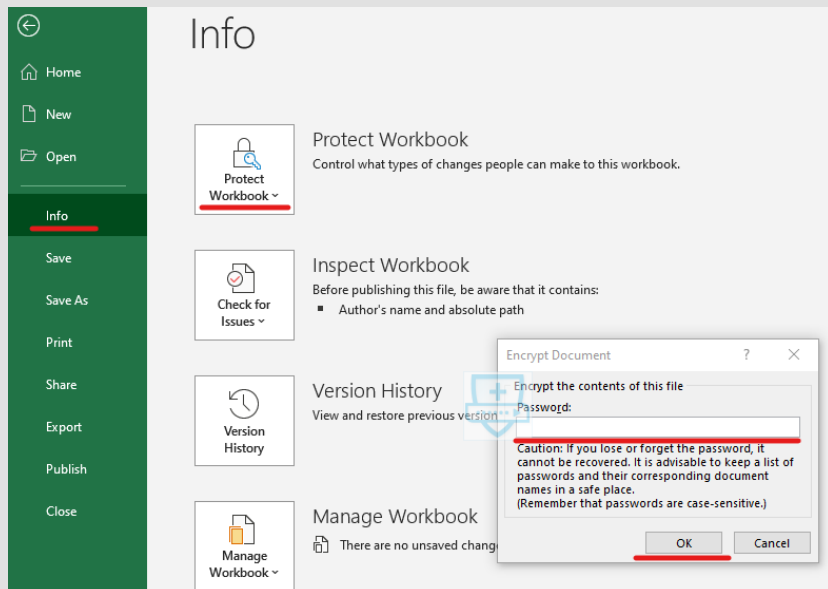 Info
Home
New
Open
Info
Save
Save As
Print
Share
Export
Publish
Close
Protect
Workbook
Protect Workbook
Control what types of changes people can make to this workbook.
Check for
Issues
Inspect Workbook
Before publishing this file, be aware that it contains:
Author's name and absolute path
Version
History
Version History
View and restore previous version
Manage
Workbook
Manage Workbook
There are no unsaved change
Encrypt Document
?
Encrypt the contents of this file
Password:
Caution: If you lose or forget the password, it
cannot be recovered. It is advisable to keep a list of
passwords and their corresponding document
names in a safe place.
(Remember that passwords are case-sensitive.)
OK
Cancel